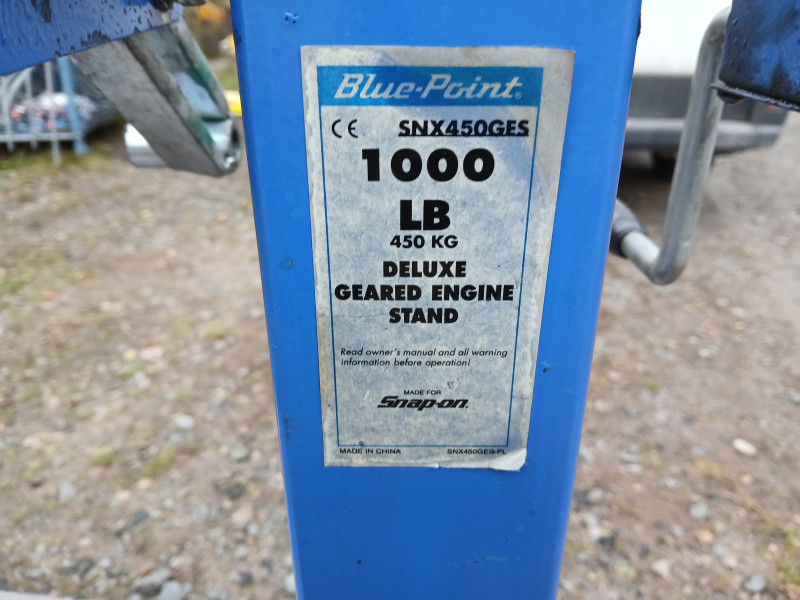 Blue-Point®
CE SNX450GES
1000
LB
450 KG
DELUXE
GEARED ENGINE
STAND
Read owner's manual and all warning
information before operation!
MADE FOR
Snap-on.
MADE IN CHINA SNX450GES-PL